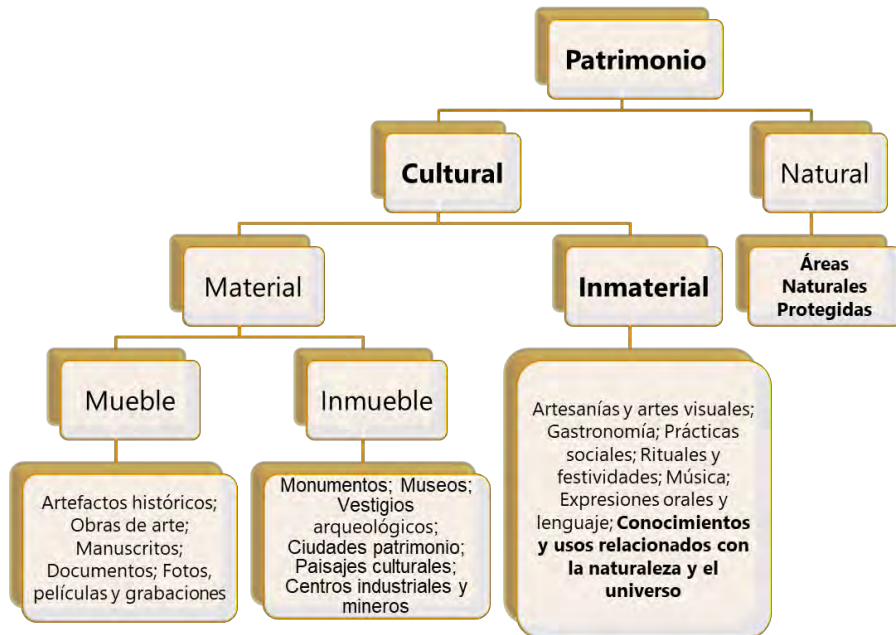 Patrimonio
Cultural
Natural
Material
Inmaterial
Áreas
Naturales
Protegidas
Mueble
Inmueble
Artefactos históricos;
Obras de arte;
Manuscritos;
Documentos; Fotos,
películas y grabaciones
Monumentos; Museos;
Vestigios
arqueológicos;
Ciudades patrimonio;
Paisajes culturales;
Centros industriales y
mineros
Artesanías y artes visuales;
Gastronomía; Prácticas
sociales; Rituales y
festividades; Música;
Expresiones orales y
lenguaje; Conocimientos
y usos relacionados con
la naturaleza y el
universo